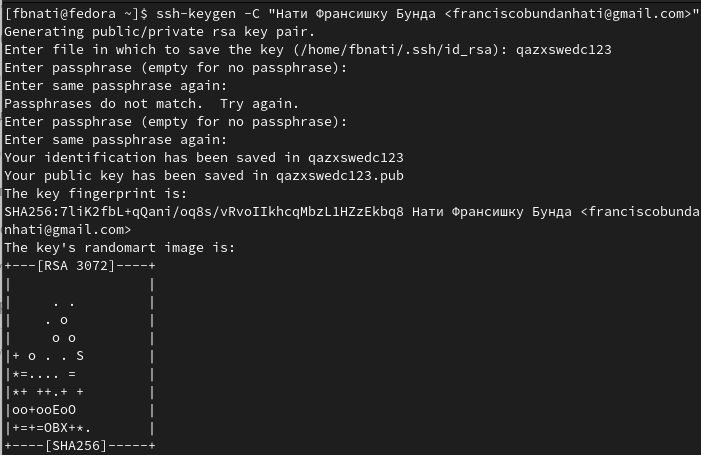 [fbnati@fedora ~]$ ssh-keygen -C "Нати Франсишку Бунда <franciscobundanhati@gmail.com>"
Generating public/private rsa key pair.
Enter file in which to save the key (/home/fbnati/.ssh/id_rsa): qazxswedc123
Enter passphrase (empty for no passphrase):
Enter same passphrase again:
Passphrases do not match.  Try again.
Enter passphrase (empty for no passphrase):
Enter same passphrase again:
Your identification has been saved in qazxswedc123
Your public key has been saved in qazxswedc123.pub
The key fingerprint is:
SHA256:7liK2fbL+qQani/oq8s/vRvoIIkhcqMbzL1HZzEkbq8 Нати Франсишку Бунда <franciscobunda
nhati@gmail.com>
The key's randomart image is:
+---[RSA 3072]----+
|                 |
|     . .         |
|    . o          |
|     o o         |
|+ o . . S        |
|*=.... =         |
|*+ ++.+ +        |
|oo+ooEoO         |
|+=+=OBX+*.       |
+----[SHA256]-----+